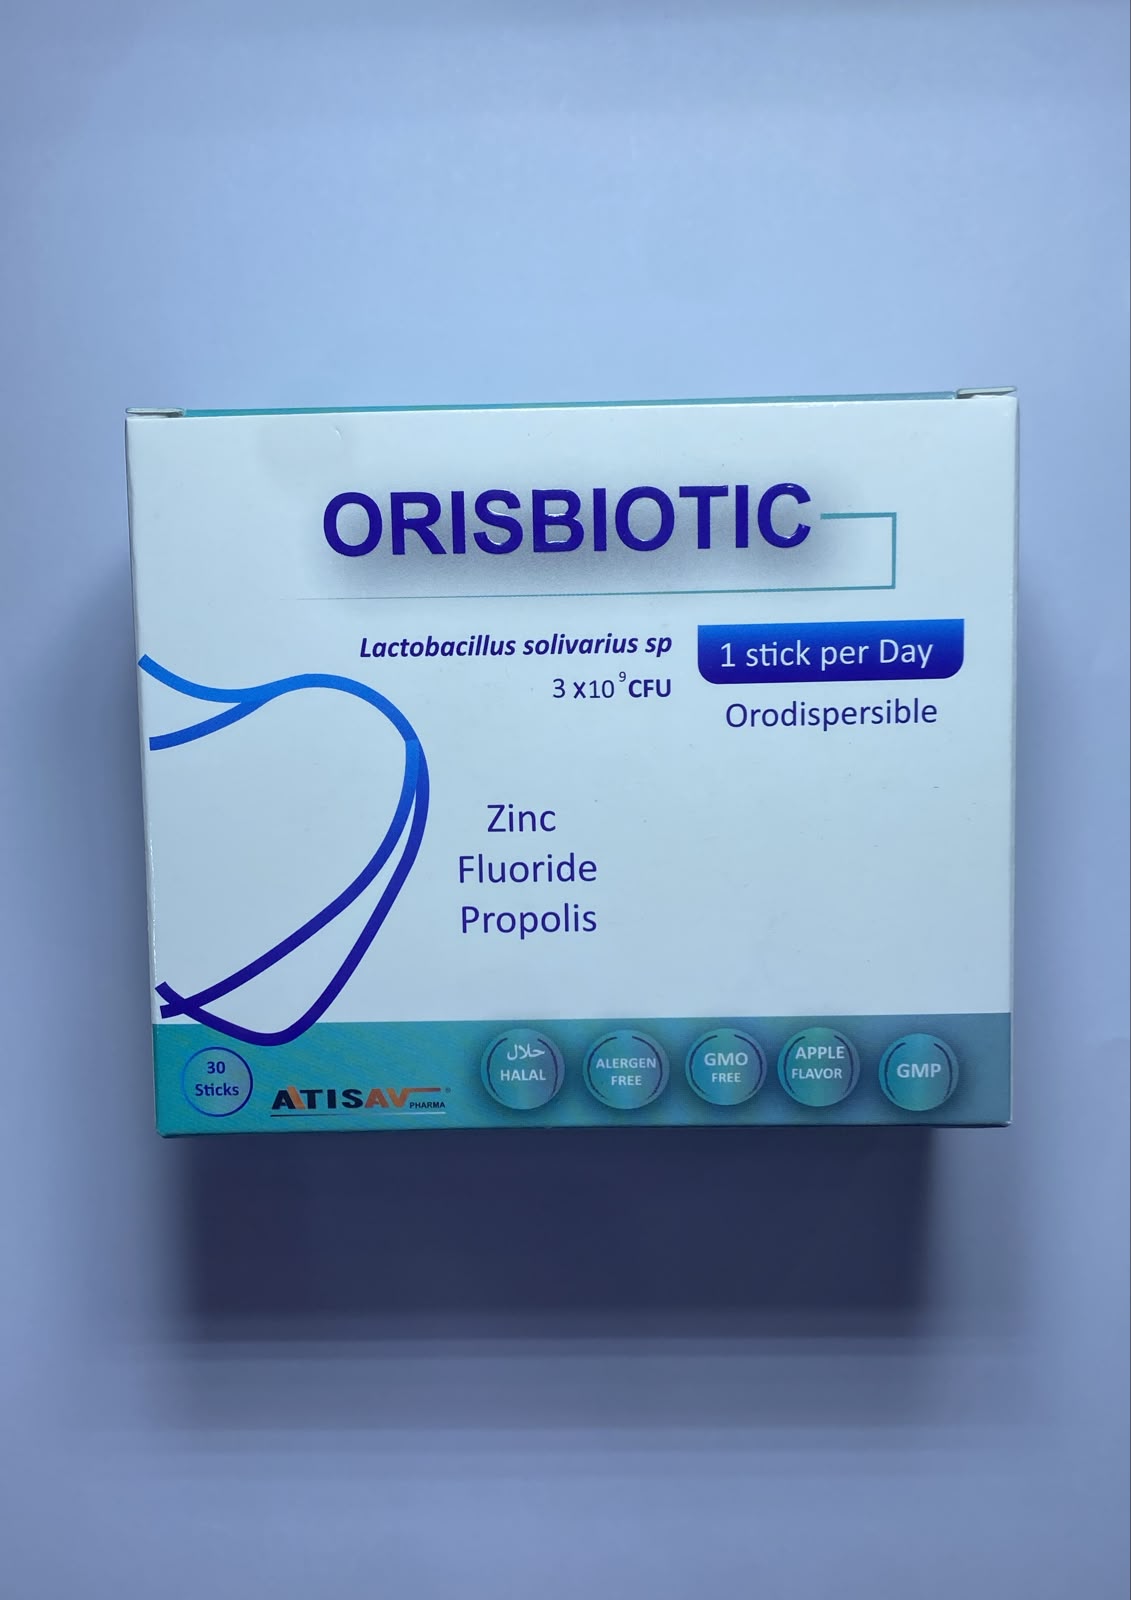 ORISBIOTIC
Lactobacillus solivarius sp
3 x10⁹ CFU
1 stick per Day
Orodispersible
Zinc
Fluoride
Propolis
30
Sticks
ATISAV PHARMA ®
حلال
HALAL
ALERGEN
FREE
GMO
FREE
APPLE
FLAVOR
GMP